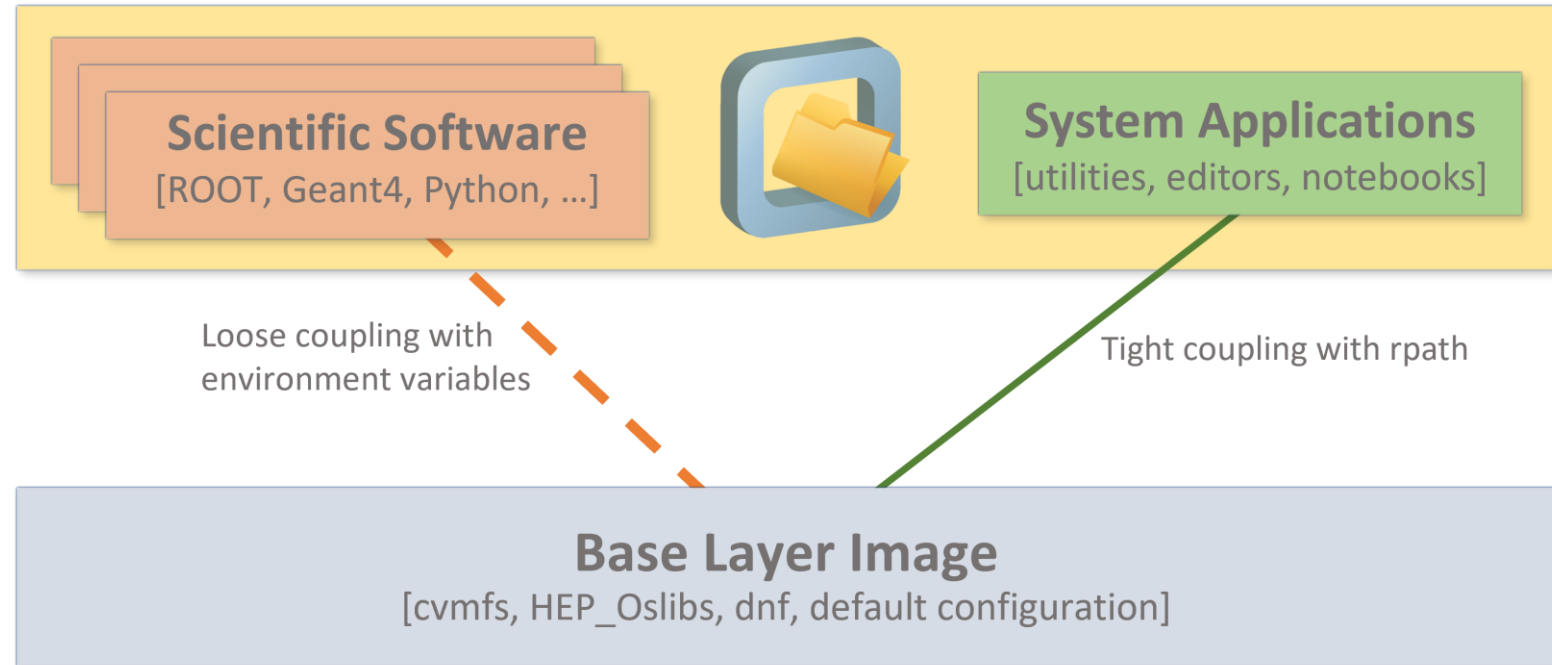 Scientific Software
[ROOT, Geant4, Python, …]
System Applications
[utilities, editors, notebooks]
Loose coupling with
environment variables
Tight coupling with rpath
Base Layer Image
[cvmfs, HEP_Oslibs, dnf, default configuration]